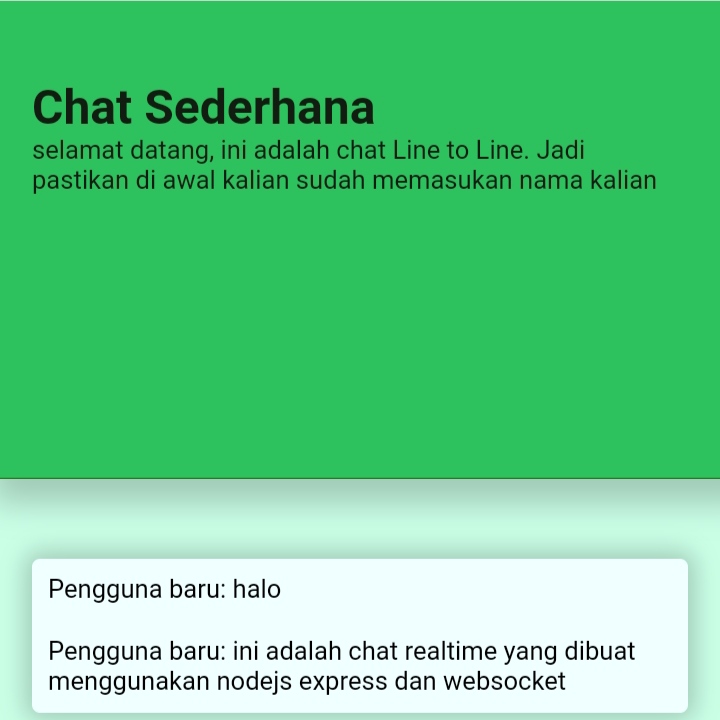 Chat Sederhana
selamat datang, ini adalah chat Line to Line. Jadi
pastikan di awal kalian sudah memasukan nama kalian
Pengguna baru: halo
Pengguna baru: ini adalah chat realtime yang dibuat
menggunakan nodejs express dan websocket